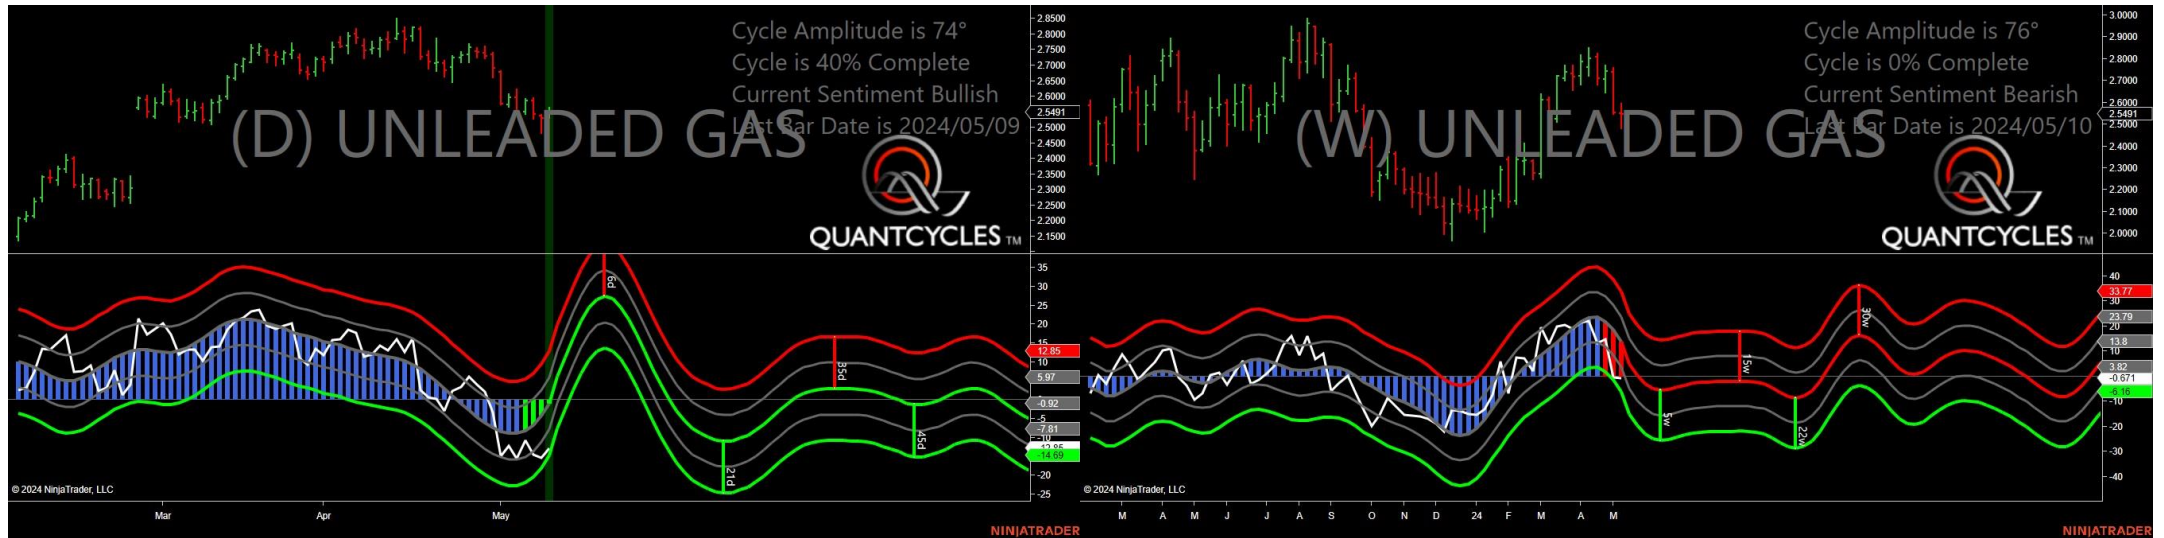 Cycle Amplitude is 74°
Cycle is 40% Complete
Current Sentiment Bullish
Last Bar Date is 2024/05/09
(D) UNLEADED GAS
QUANTCYCLES TM
2.8500
2.8000
2.7500
2.7000
2.6500
2.6000
2.5491
2.5000
2.4500
2.4000
2.3500
2.3000
2.2500
2.2000
2.1500
6d
21d
35d
45d
35
30
25
20
15
12.85
10
5.97
-0.92
-5
-7.81
-10
-14.69
-20
-25
© 2024 NinjaTrader, LLC
Mar
Apr
May
NINJATRADER
Cycle Amplitude is 76°
Cycle is 0% Complete
Current Sentiment Bearish
Last Bar Date is 2024/05/10
(W) UNLEADED GAS
QUANTCYCLES TM
3.0000
2.9000
2.8000
2.7000
2.6000
2.5491
2.5000
2.4000
2.3000
2.2000
2.1000
2.0000
5w
15w
22w
30w
40
33.77
30
23.79
20
13.8
10
3.82
-0.671
-6.16
-10
-20
-30
-40
© 2024 NinjaTrader, LLC
M A M J J A S O N D 24 F M A M
NINJATRADER